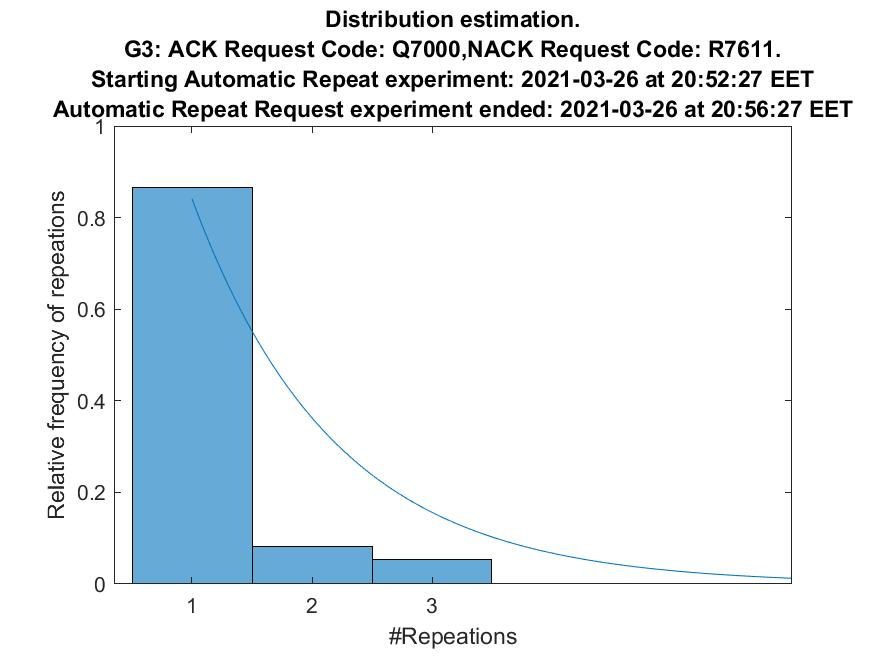 Distribution estimation.
G3: ACK Request Code: Q7000,NACK Request Code: R7611.
Starting Automatic Repeat experiment: 2021-03-26 at 20:52:27 EET
Automatic Repeat Request experiment ended: 2021-03-26 at 20:56:27 EET
1
0.8
0.6
0.4
0.2
0
Relative frequency of repeations
1 2 3
#Repeations